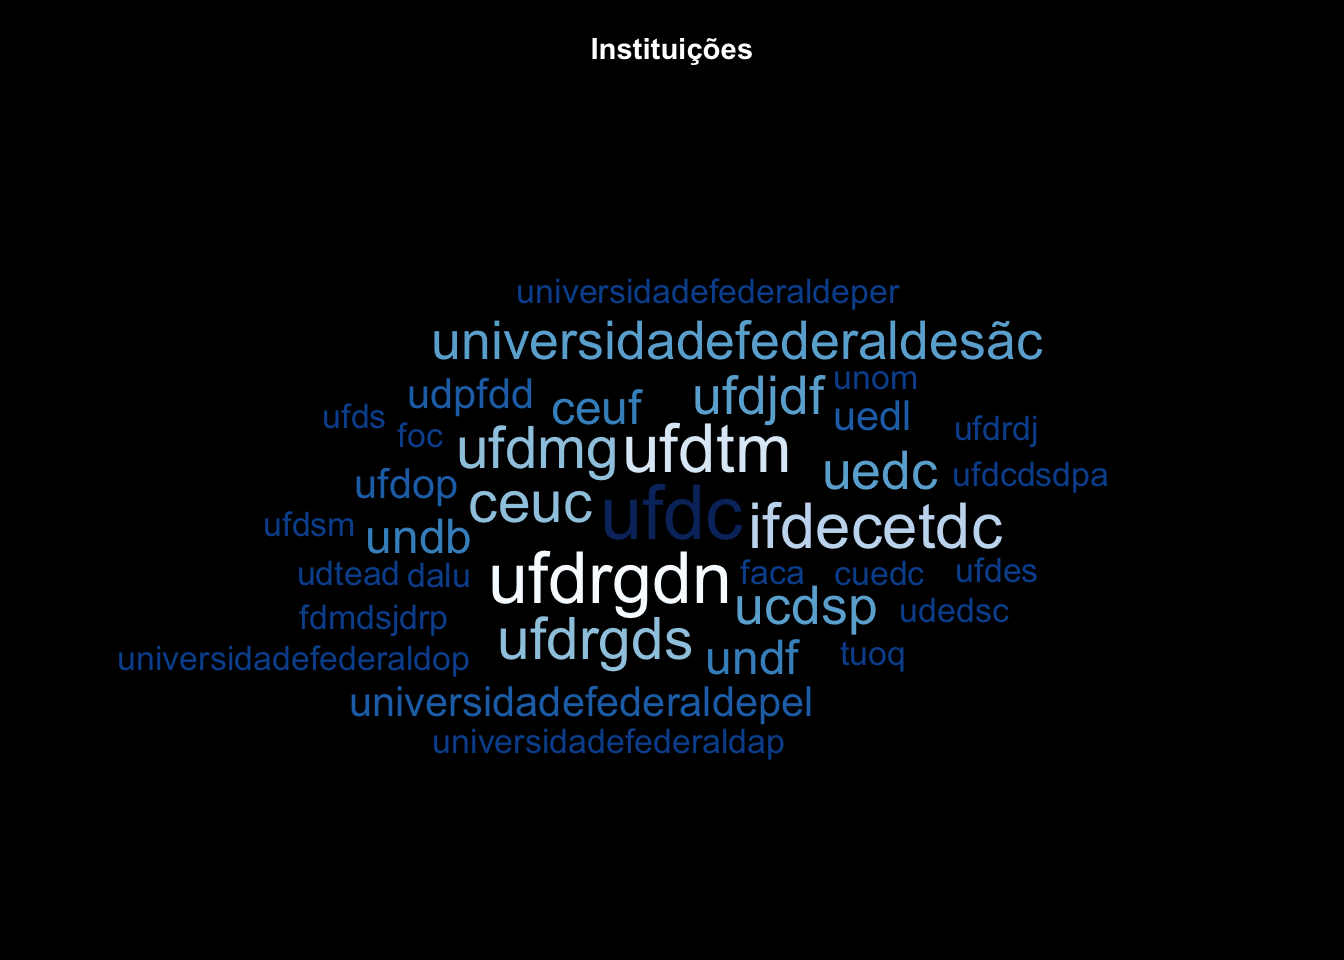 Instituições
universidadefederaldeper
universidadefederaldesãc
unom
udpfdd
ceuf
ufdjdf
ufds
uedl
foc
ufdrdj
ufdmg
ufdtm
uedc
ufdcdsdpa
ufdop
ceuc
ufdc
ifdecetdc
ufdsm
undb
udtead
dalu
ufdrgdn
faca
cuedc
ufdes
ucdsp
udedsc
fdmdsjdrp
ufdrgds
universidadefederaldop
undf
tuoq
universidadefederaldepel
universidadefederaldap